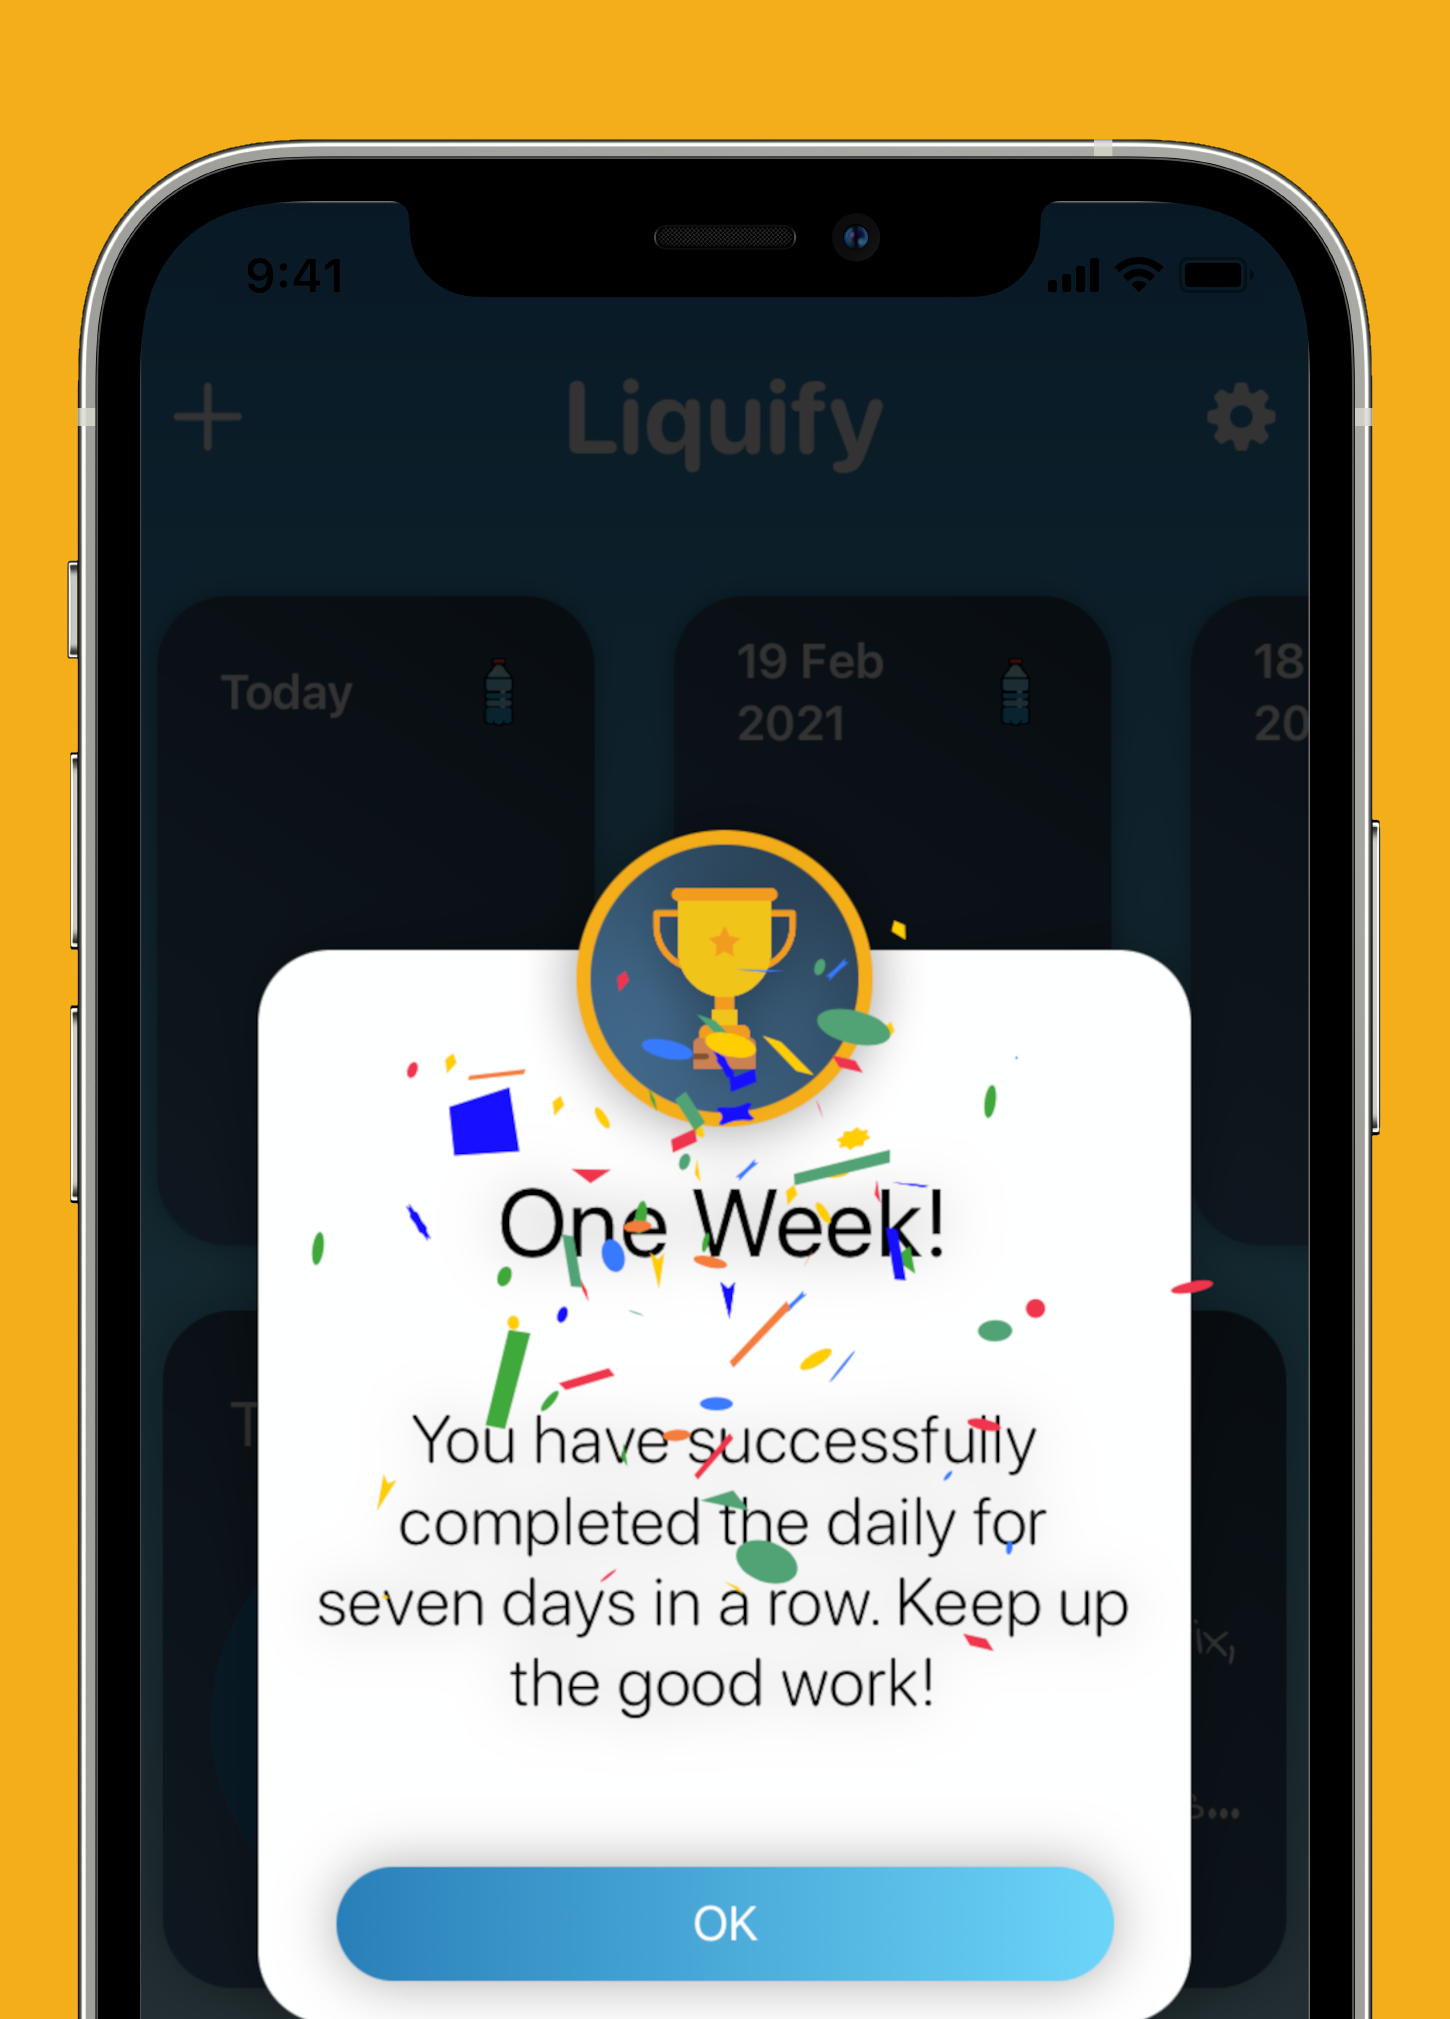 9:41
Liquify
Today
19 Feb
2021
18
20
One Week!
You have successfully
completed the daily for
seven days in a row. Keep up
the good work!
OK